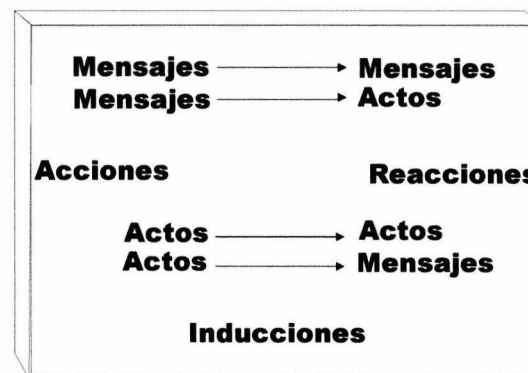 Mensajes Mensajes
Mensajes Actos
Acciones Reacciones
Actos Actos
Actos Mensajes
Inducciones